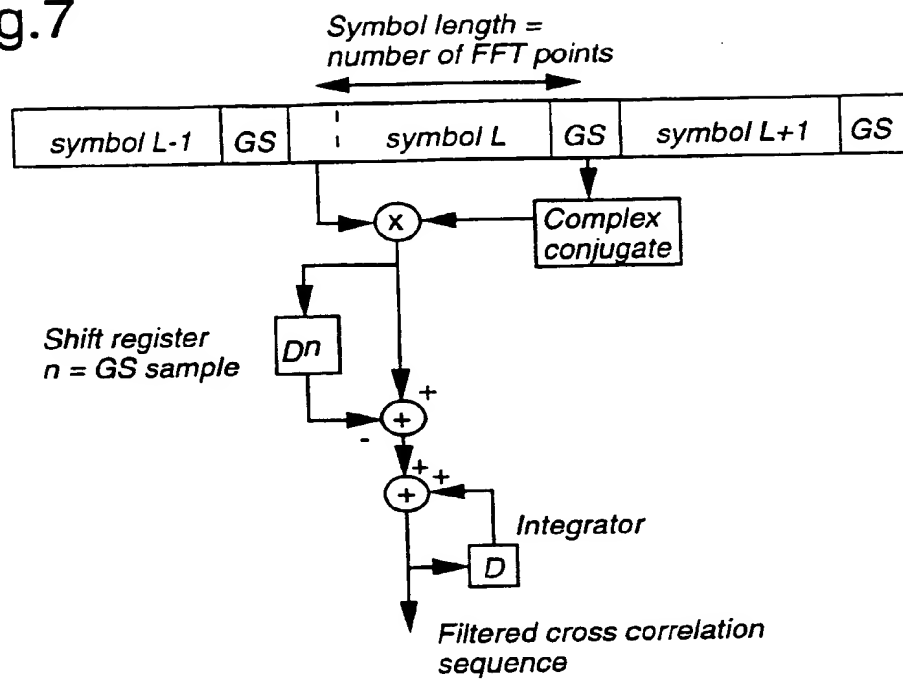 g.7
Symbol length =
number of FFT points
symbol L-1 GS symbol L GS symbol L+1 GS
x
Complex
conjugate
Shift register
n = GS sample
Dn
+
+
-
+ +
+
Integrator
D
Filtered cross correlation
sequence